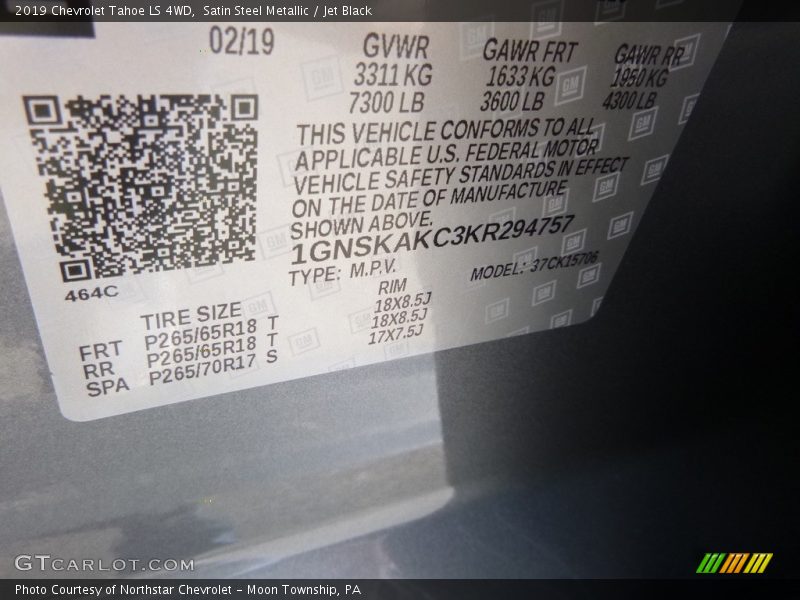 2019 Chevrolet Tahoe LS 4WD, Satin Steel Metallic / Jet Black
02/19 GVWR GAWR FRT GAWR RR
3311 KG 1633 KG 1950 KG
7300 LB 3600 LB 4300 LB
THIS VEHICLE CONFORMS TO ALL
APPLICABLE U.S. FEDERAL MOTOR
VEHICLE SAFETY STANDARDS IN EFFECT
ON THE DATE OF MANUFACTURE
SHOWN ABOVE.
1GNSKAKC3KR294757
TYPE: M.P.V. MODEL: 37CK15706
464C
TIRE SIZE RIM
FRT P265/65R18 T 18X8.5J
RR P265/65R18 T 18X8.5J
SPA P265/70R17 S 17X7.5J
GTCARLOT.COM
Photo Courtesy of Northstar Chevrolet - Moon Township, PA